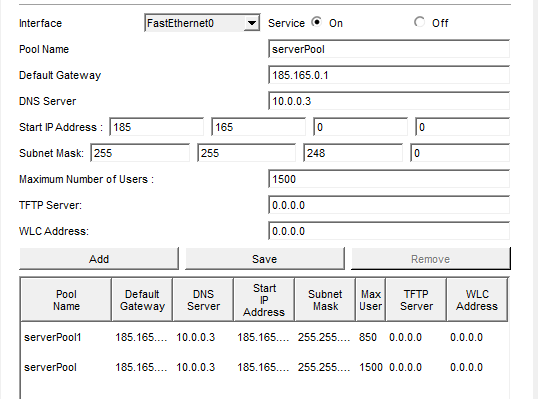 Interface FastEthernet0 Service On Off
Pool Name serverPool
Default Gateway 185.165.0.1
DNS Server 10.0.0.3
Start IP Address : 185 165 0 0
Subnet Mask: 255 255 248 0
Maximum Number of Users : 1500
TFTP Server: 0.0.0.0
WLC Address: 0.0.0.0
Add Save Remove
Pool Name Default Gateway DNS Server Start IP Address Subnet Mask Max User TFTP Server WLC Address
serverPool1 185.165.... 10.0.0.3 185.165.... 255.255.... 850 0.0.0.0 0.0.0.0
serverPool 185.165.... 10.0.0.3 185.165.... 255.255.... 1500 0.0.0.0 0.0.0.0